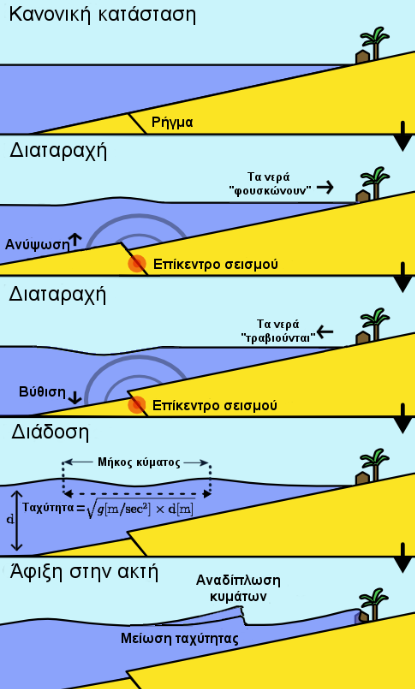 Κανονική κατάσταση
Ρήγμα
Διαταραχή
Τα νερά
"φουσκώνουν"
Ανύψωση
Επίκεντρο σεισμού
Διαταραχή
Τα νερά
"τραβιούνται"
Βύθιση
Επίκεντρο σεισμού
Διάδοση
Μήκος κύματος
d
Ταχύτητα=√g[m/sec²] × d[m]
Άφιξη στην ακτή
Αναδίπλωση
κυμάτων
Μείωση ταχύτητας